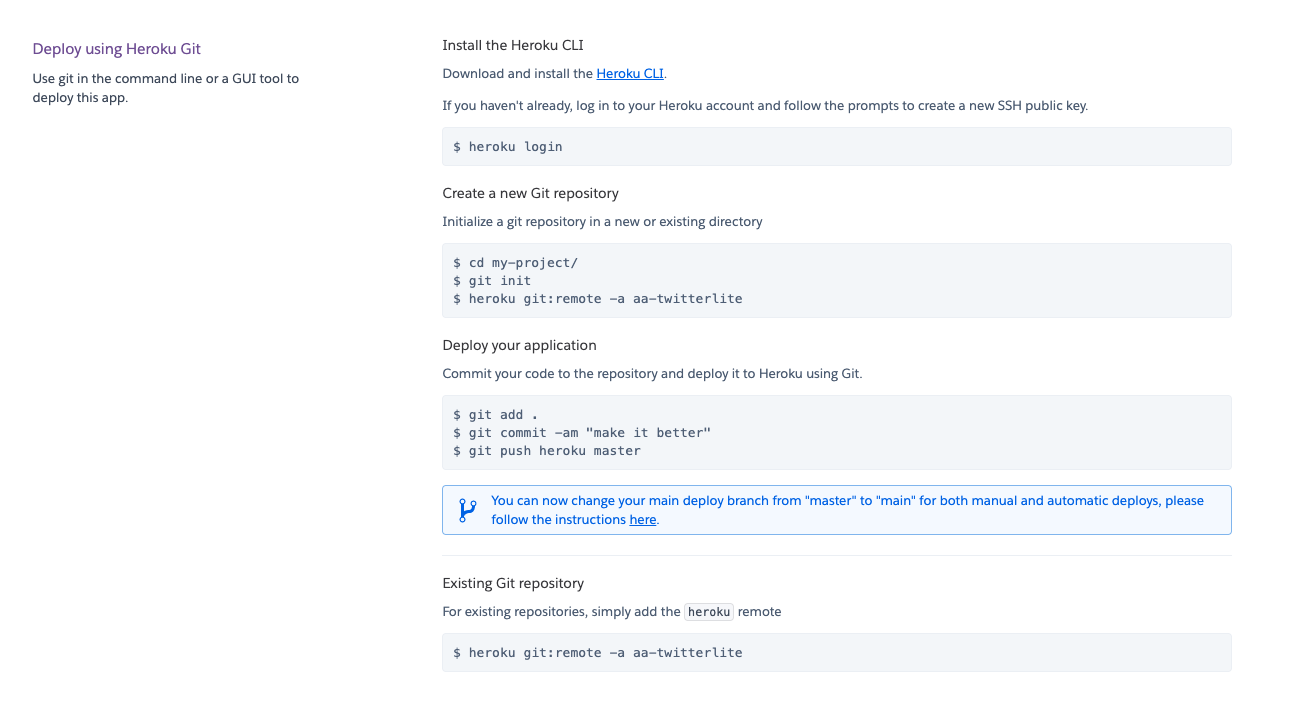 Deploy using Heroku Git
Use git in the command line or a GUI tool to
deploy this app.
Install the Heroku CLI
Download and install the Heroku CLI.
If you haven't already, log in to your Heroku account and follow the prompts to create a new SSH public key.
$ heroku login
Create a new Git repository
Initialize a git repository in a new or existing directory
$ cd my-project/
$ git init
$ heroku git:remote -a aa-twitterlite
Deploy your application
Commit your code to the repository and deploy it to Heroku using Git.
$ git add .
$ git commit -am "make it better"
$ git push heroku master
You can now change your main deploy branch from "master" to "main" for both manual and automatic deploys, please
follow the instructions here.
Existing Git repository
For existing repositories, simply add the heroku remote
$ heroku git:remote -a aa-twitterlite